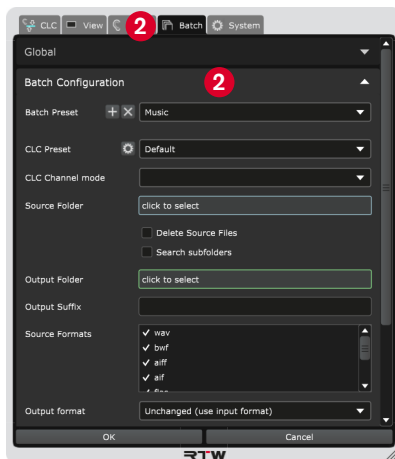 CLC View C 2 Batch System
Global
Batch Configuration 2
Batch Preset Music
CLC Preset Default
CLC Channel mode
Source Folder click to select
Delete Source Files
Search subfolders
Output Folder click to select
Output Suffix
Source Formats ✔ wav
✔ bwf
✔ aiff
✔ aif
Output format Unchanged (use input format)
OK Cancel
RTW